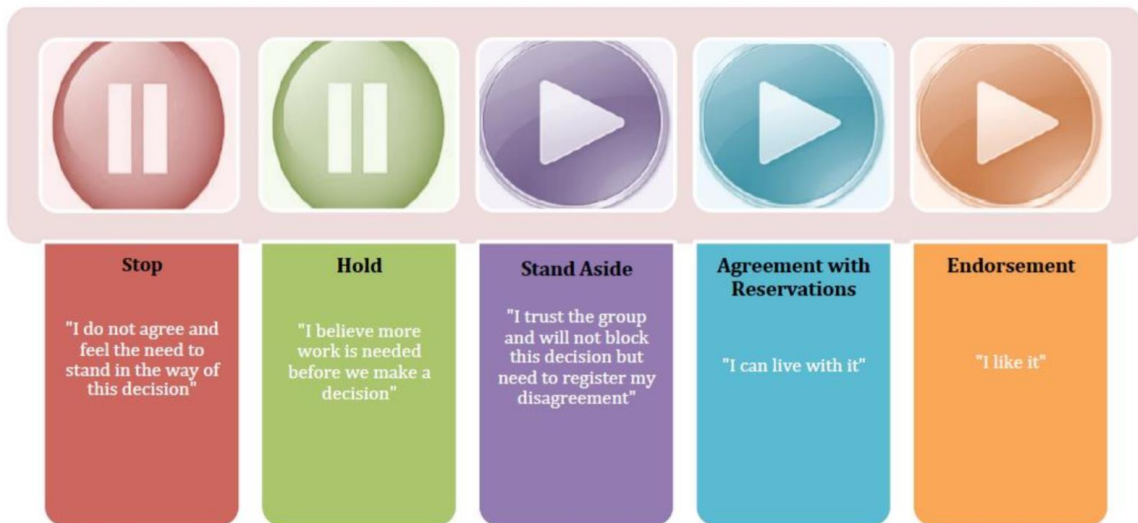 Stop
"I do not agree and
feel the need to
stand in the way of
this decision"
Hold
"I believe more
work is needed
before we make a
decision"
Stand Aside
"I trust the group
and will not block
this decision but
need to register my
disagreement"
Agreement with
Reservations
"I can live with it"
Endorsement
"I like it"